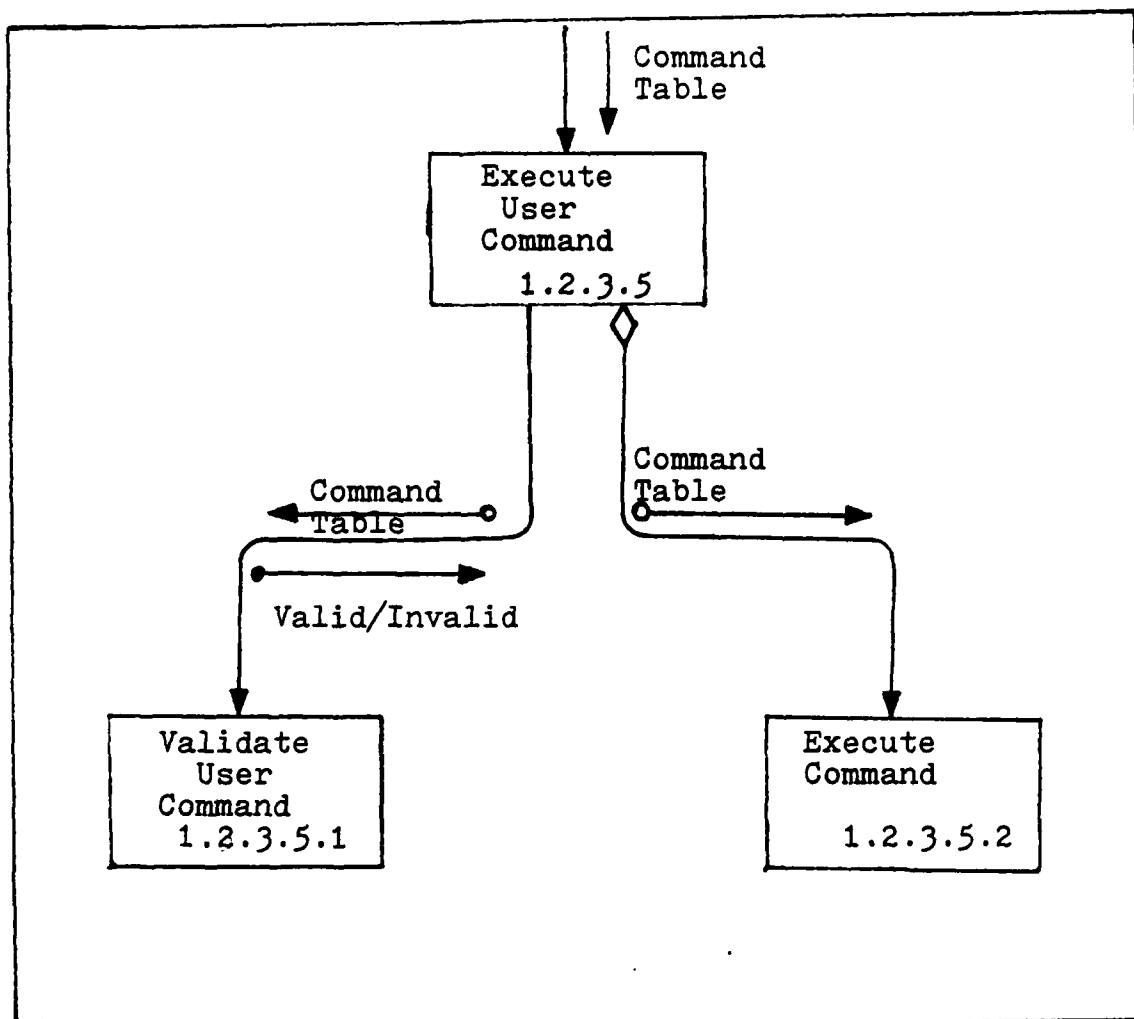 Command
Table
Execute
User
Command
1.2.3.5
Command
Table
Command
Table
Valid/Invalid
Validate
User
Command
1.2.3.5.1
Execute
Command
1.2.3.5.2